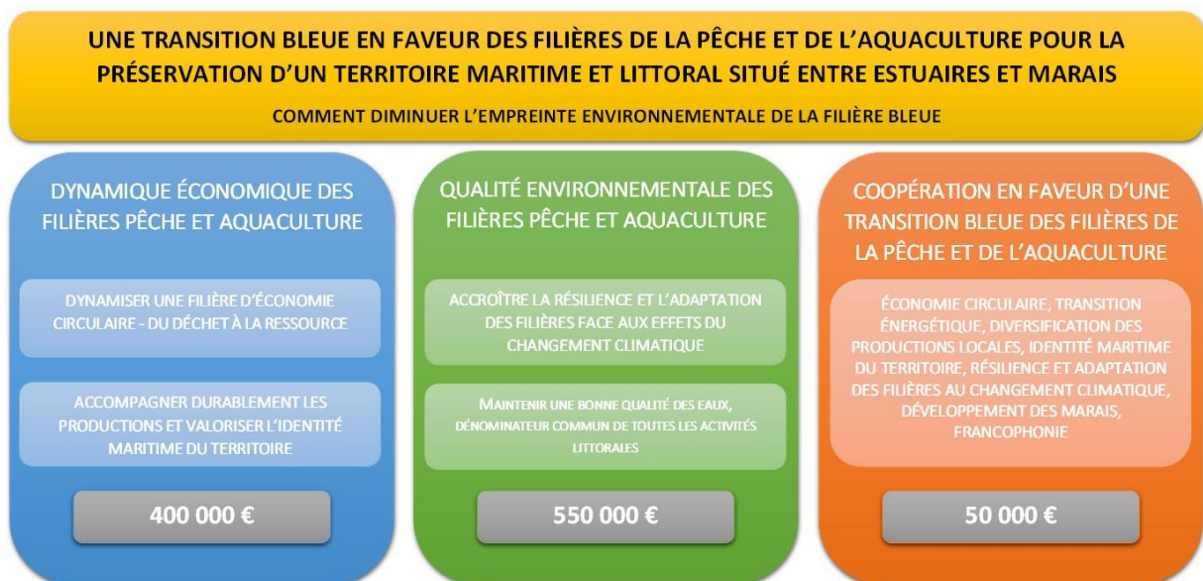 UNE TRANSITION BLEUE EN FAVEUR DES FILIÈRES DE LA PÊCHE ET DE L'AQUACULTURE POUR LA
PRÉSERVATION D'UN TERRITOIRE MARITIME ET LITTORAL SITUÉ ENTRE ESTUAIRES ET MARAIS
COMMENT DIMINUER L'EMPREINTE ENVIRONNEMENTALE DE LA FILIÈRE BLEUE
DYNAMIQUE ÉCONOMIQUE DES
FILIÈRES PÊCHE ET AQUACULTURE
DYNAMISER UNE FILIÈRE D'ÉCONOMIE
CIRCULAIRE - DU DÉCHET À LA RESSOURCE
ACCOMPAGNER DURABLEMENT LES
PRODUCTIONS ET VALORISER L'IDENTITÉ
MARITIME DU TERRITOIRE
400 000 €
QUALITÉ ENVIRONNEMENTALE DES
FILIÈRES PÊCHE ET AQUACULTURE
ACCROÎTRE LA RÉSILIENCE ET L'ADAPTATION
DES FILIÈRES FACE AUX EFFETS DU
CHANGEMENT CLIMATIQUE
MAINTENIR UNE BONNE QUALITÉ DES EAUX,
DÉNOMINATEUR COMMUN DE TOUTES LES ACTIVITÉS
LITTORALES
550 000 €
COOPÉRATION EN FAVEUR D'UNE
TRANSITION BLEUE DES FILIÈRES DE
LA PÊCHE ET DE L'AQUACULTURE
ÉCONOMIE CIRCULAIRE, TRANSITION
ÉNERGÉTIQUE, DIVERSIFICATION DES
PRODUCTIONS LOCALES, IDENTITÉ MARITIME
DU TERRITOIRE, RÉSILIENCE ET ADAPTATION
DES FILIÈRES AU CHANGEMENT CLIMATIQUE,
DÉVELOPPEMENT DES MARAIS,
FRANCOPHONIE
50 000 €